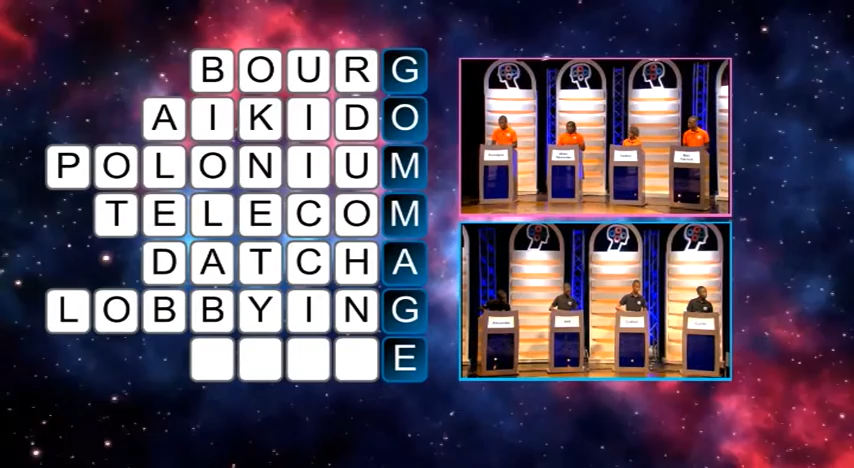 BOURG
AIKIDO
POLONIUM
TELECOM
DATCHA
LOBBYING
E